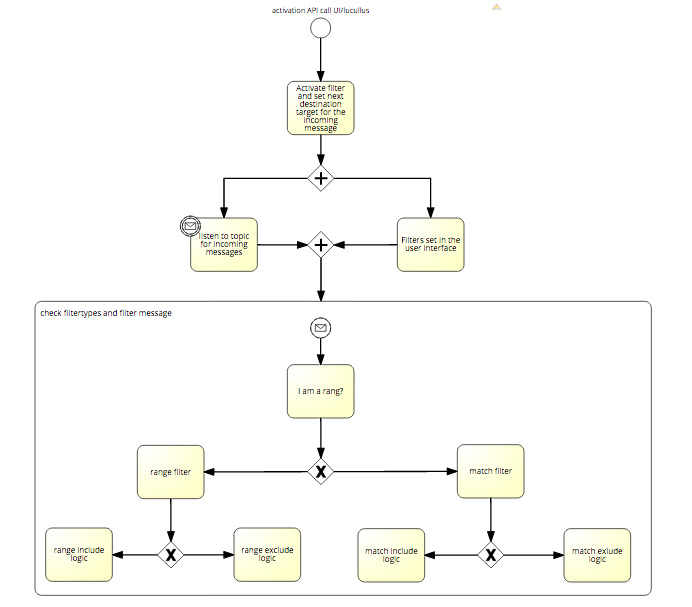 activation API call UI/lucullus
Activate filter
and set next
destination
target for the
incoming
message
listen to topic
for incoming
messages
Filters set in the
user interface
check filtertypes and filter message
I am a rang?
range filter
match filter
range include
logic
range exclude
logic
match include
logic
match exlude
logic